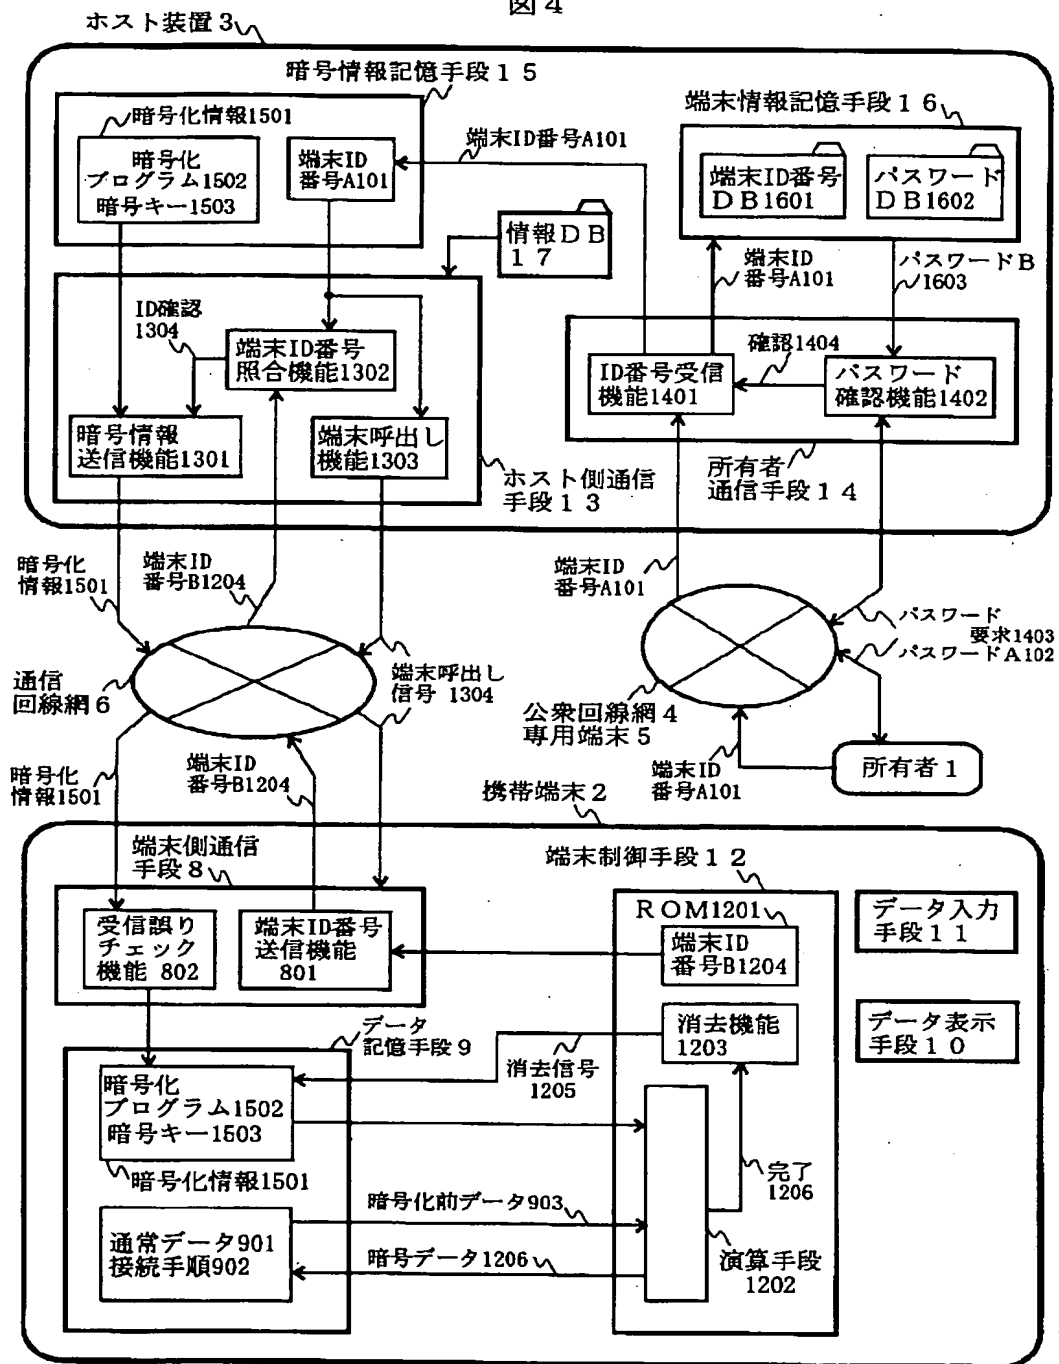 図4
ホスト装置3
暗号情報記憶手段15
暗号化情報1501
暗号化
プログラム1502
暗号キー1503
端末ID
番号A101
端末ID番号A101
端末情報記憶手段16
端末ID番号
DB1601
パスワード
DB1602
情報DB
17
端末ID
番号A101
パスワードB
1603
ID確認
1304
端末ID番号
照合機能1302
確認1404
ID番号受信
機能1401
パスワード
確認機能1402
暗号情報
送信機能1301
端末呼出し
機能1303
ホスト側通信
手段13
所有者
通信手段14
暗号化
情報1501
端末ID
番号B1204
端末ID
番号A101
パスワード
要求1403
パスワードA102
通信
回線網6
端末呼出し
信号 1304
公衆回線網4
専用端末5
所有者1
暗号化
情報1501
端末ID
番号B1204
端末ID
番号A101
携帯端末2
端末側通信
手段8
端末制御手段12
受信誤り
チェック
機能 802
端末ID番号
送信機能
801
ROM1201
端末ID
番号B1204
データ入力
手段11
データ
記憶手段9
消去機能
1203
データ表示
手段10
消去信号
1205
暗号化
プログラム1502
暗号キー1503
暗号化情報1501
完了
1206
暗号化前データ903
通常データ901
接続手順902
暗号データ1206
演算手段
1202